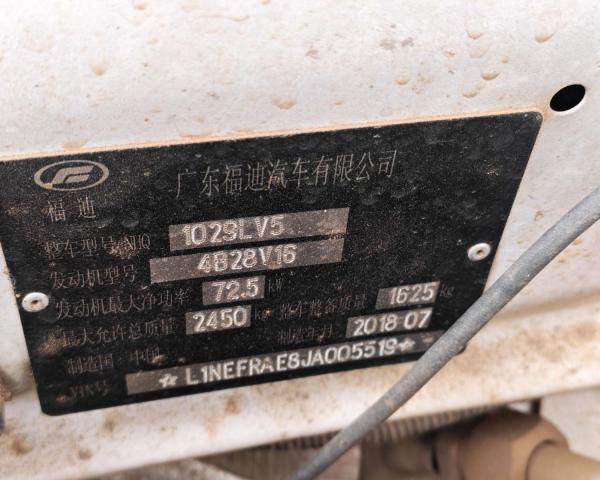 广东福迪汽车有限公司
福迪
整车型号 NHQ 1029LV5
发动机型号 4B28V16
发动机最大净功率 72.5 kW 整车整备质量 1625 kg
最大允许总质量 2450 kg 制造年月 2018-07
制造国 中国
VIN号 ☆ L1NEFRAE8JA005519 ☆